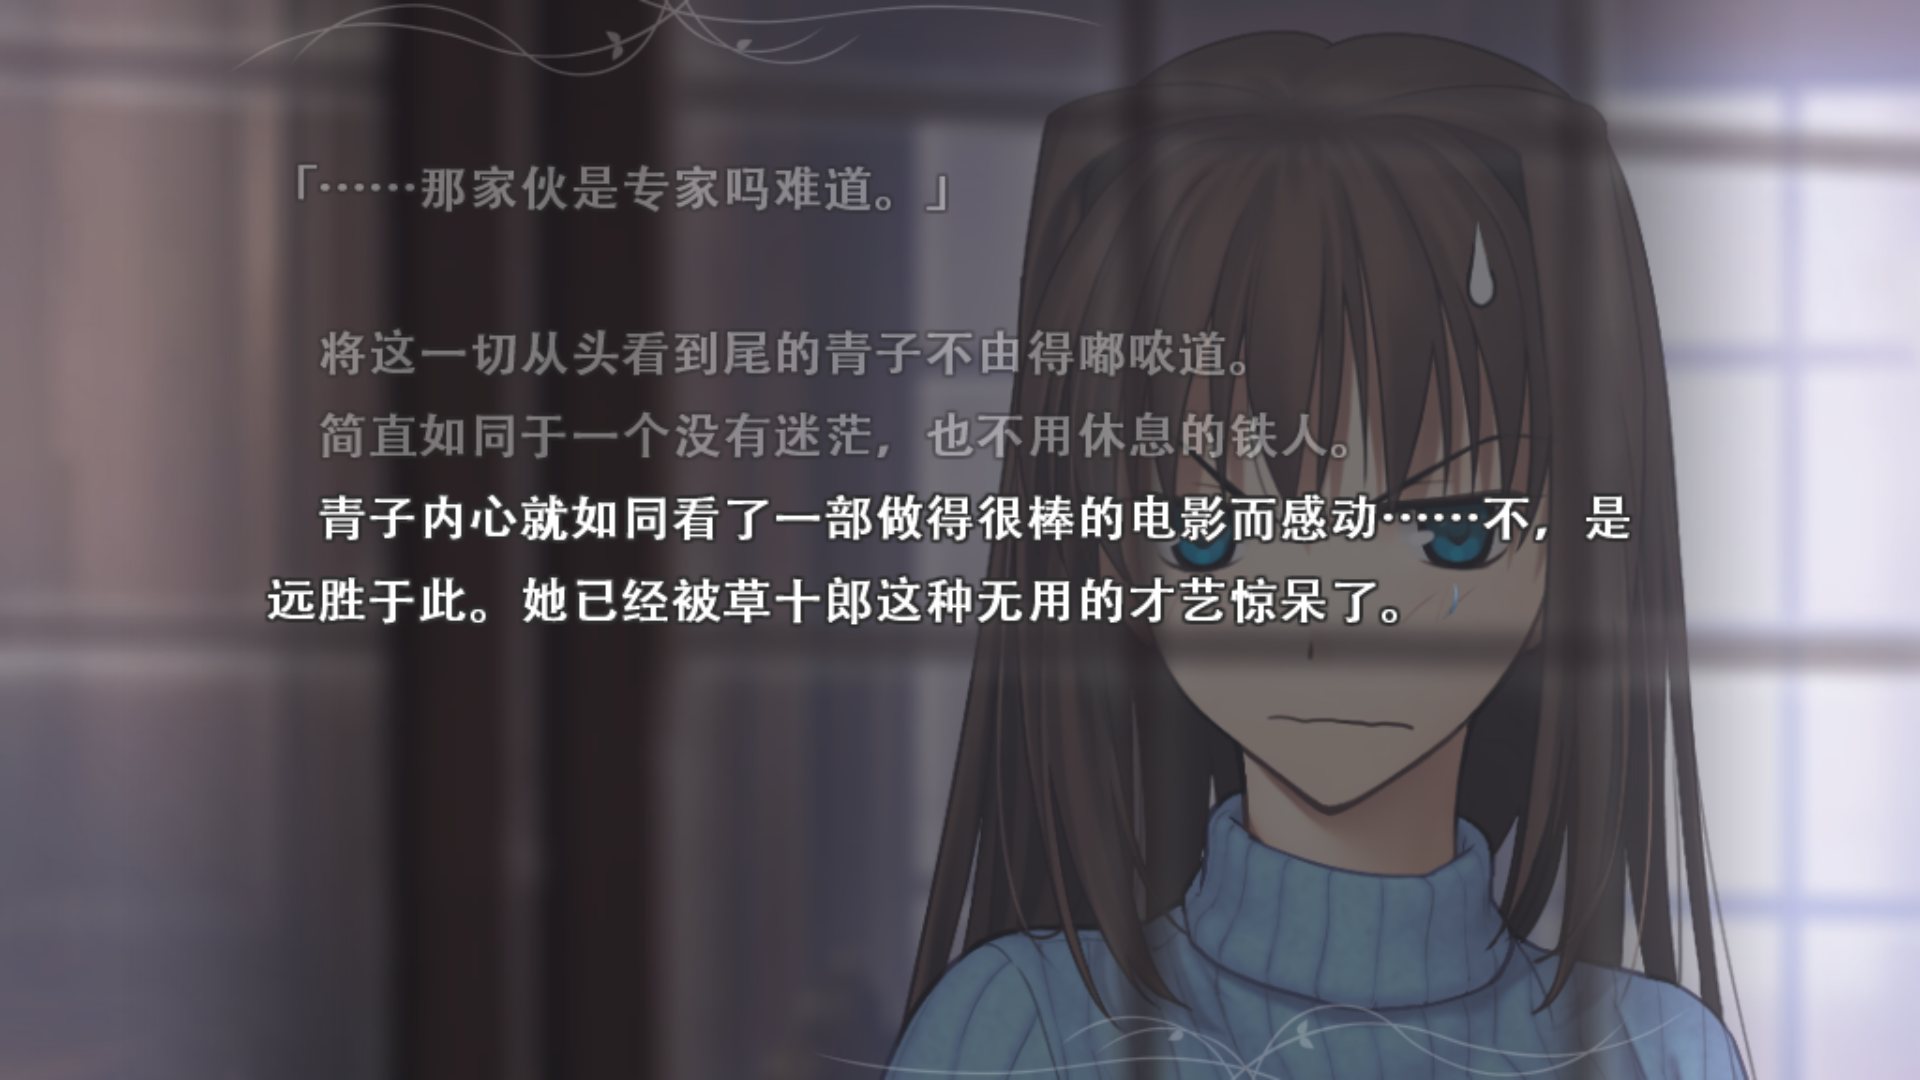 「……那家伙是专家吗难道。」
将这一切从头看到尾的青子不由得嘟哝道。
简直如同于一个没有迷茫，也不用休息的铁人。
青子内心就如同看了一部做得很棒的电影而感动……不，是
远胜于此。她已经被草十郎这种无用的才艺惊呆了。